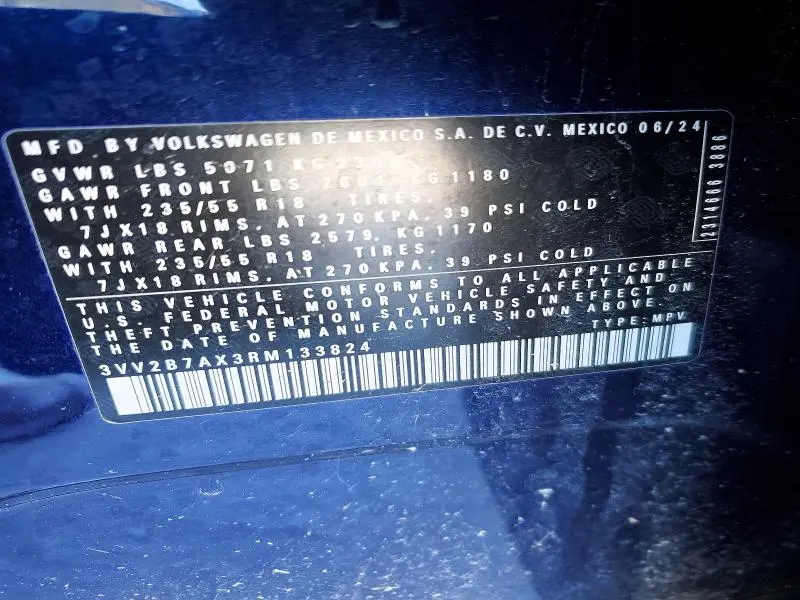 MFD BY VOLKSWAGEN DE MEXICO S.A. DE C.V. MEXICO 06/24
GVWR LBS 5071 KG
GAWR FRONT LBS KG 1180
WITH 235/55 R18 TIRES.
7JX18 RIMS. AT 270 KPA. 39 PSI COLD
GAWR REAR LBS 2579, KG 1170
WITH 235/55 R18 TIRES.
7JX18 RIMS. AT 270 KPA. 39 PSI COLD
THIS VEHICLE CONFORMS TO ALL APPLICABLE
U.S. FEDERAL MOTOR VEHICLE SAFETY AND
THEFT PREVENTION STANDARDS IN EFFECT ON
THE DATE OF MANUFACTURE SHOWN ABOVE.
TYPE: MPV
3VV2B7AX3RM133824
2314666 3886